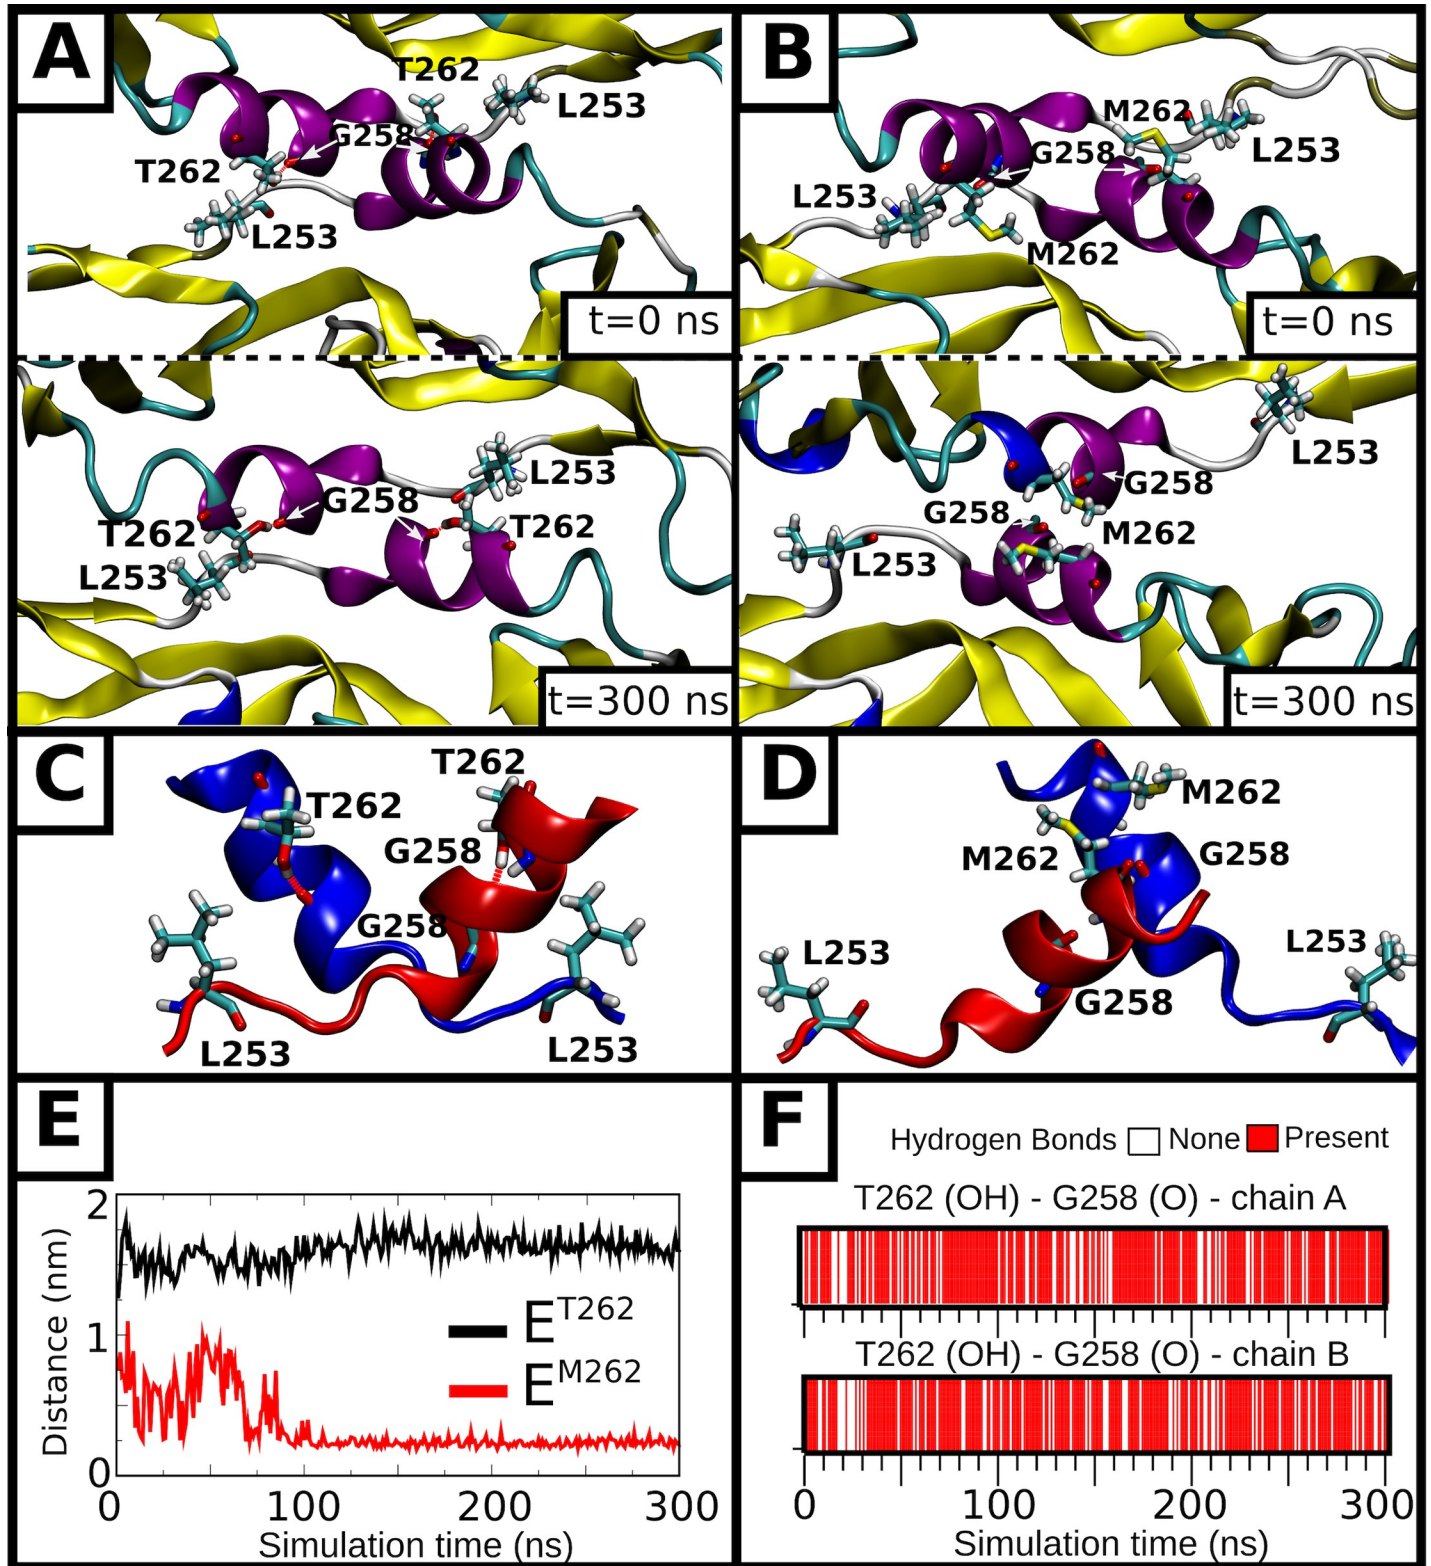 A
T262
L253
G258
T262
L253
t=0 ns
B
M262
L253
G258
L253
M262
t=0 ns
L253
G258
T262
T262
L253
t=300 ns
L253
G258
G258
M262
L253
t=300 ns
C
T262
T262
G258
G258
L253
L253
D
M262
M262
G258
L253
L253
G258
E
Distance (nm)
2
1
0
E^T262
E^M262
0 100 200 300
Simulation time (ns)
F
Hydrogen Bonds None Present
T262 (OH) - G258 (O) - chain A
T262 (OH) - G258 (O) - chain B
0 100 200 300
Simulation time (ns)